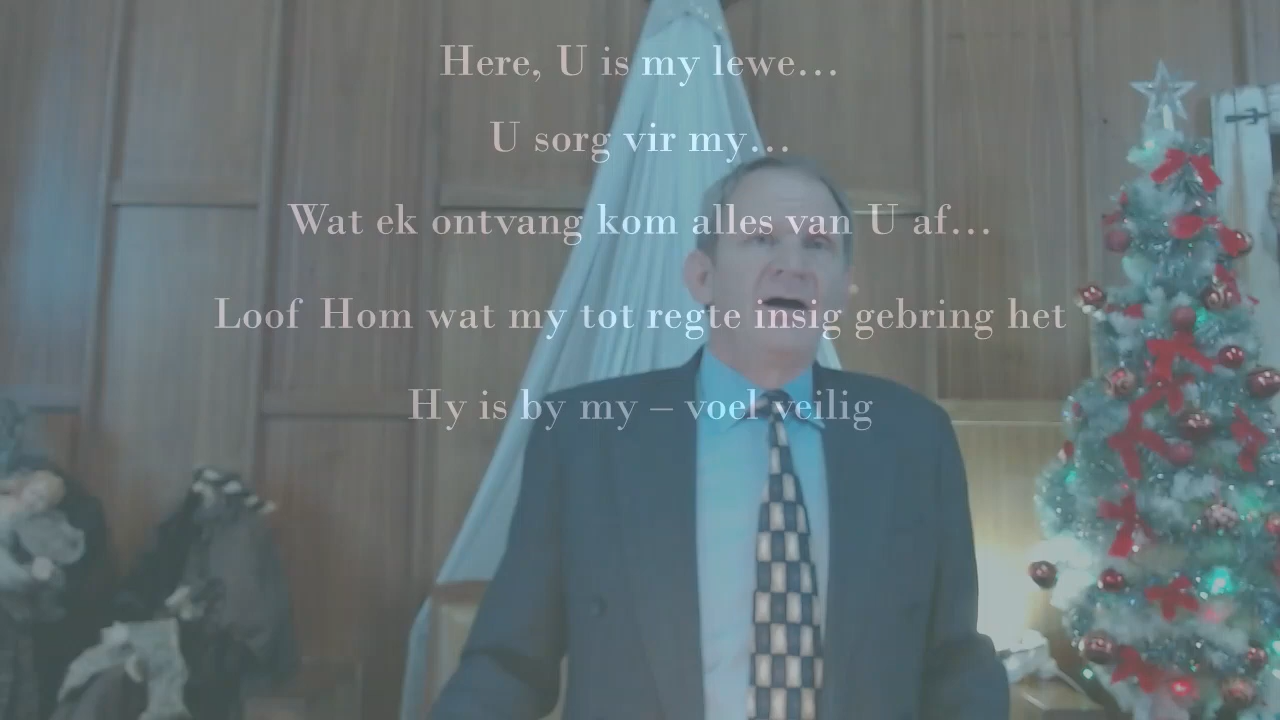 Here, U is my lewe…
U sorg vir my…
Wat ek ontvang kom alles van U af…
Loof Hom wat my tot regte insig gebring het
Hy is by my – voel veilig